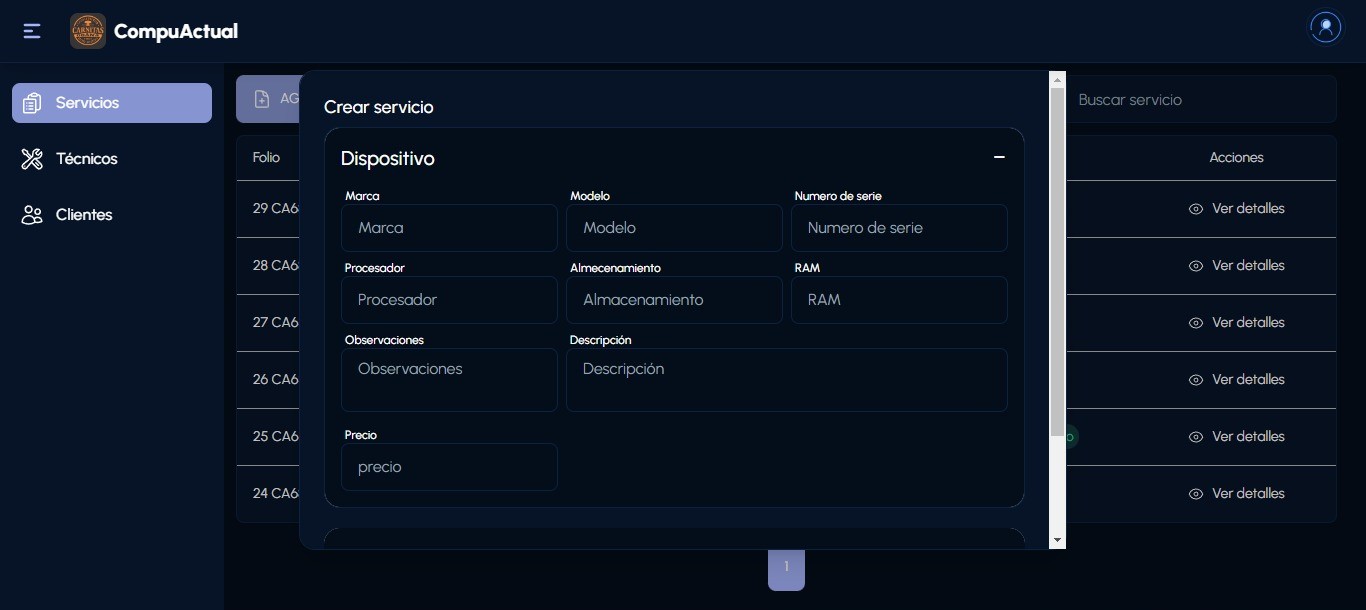 CARNITAS
CompuActual
Servicios
Técnicos
Clientes
AG
Buscar servicio
Folio
Acciones
29 CA6
Ver detalles
28 CA6
Ver detalles
27 CA6
Ver detalles
26 CA6
Ver detalles
25 CA6
o
Ver detalles
24 CA6
Ver detalles
Crear servicio
Dispositivo
Marca
Modelo
Numero de serie
Marca
Modelo
Numero de serie
Procesador
Almecenamiento
RAM
Procesador
Almacenamiento
RAM
Observaciones
Descripción
Observaciones
Descripción
Precio
precio
1